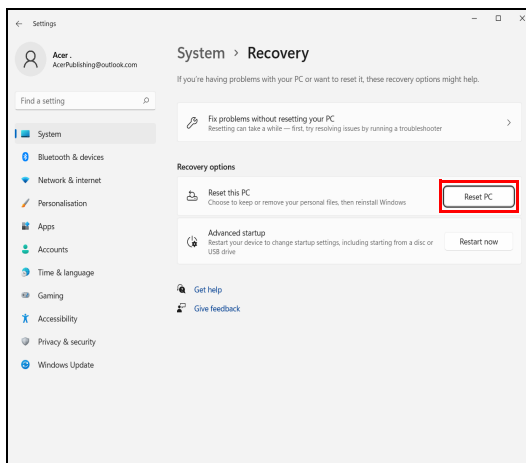 Settings
Acer .
AcerPublishing@outlook.com
Find a setting
System
Bluetooth & devices
Network & internet
Personalisation
Apps
Accounts
Time & language
Gaming
Accessibility
Privacy & security
Windows Update
System > Recovery
If you're having problems with your PC or want to reset it, these recovery options might help.
Fix problems without resetting your PC
Resetting can take a while — first, try resolving issues by running a troubleshooter
Recovery options
Reset this PC
Choose to keep or remove your personal files, then reinstall Windows
Reset PC
Advanced startup
Restart your device to change startup settings, including starting from a disc or
USB drive
Restart now
Get help
Give feedback